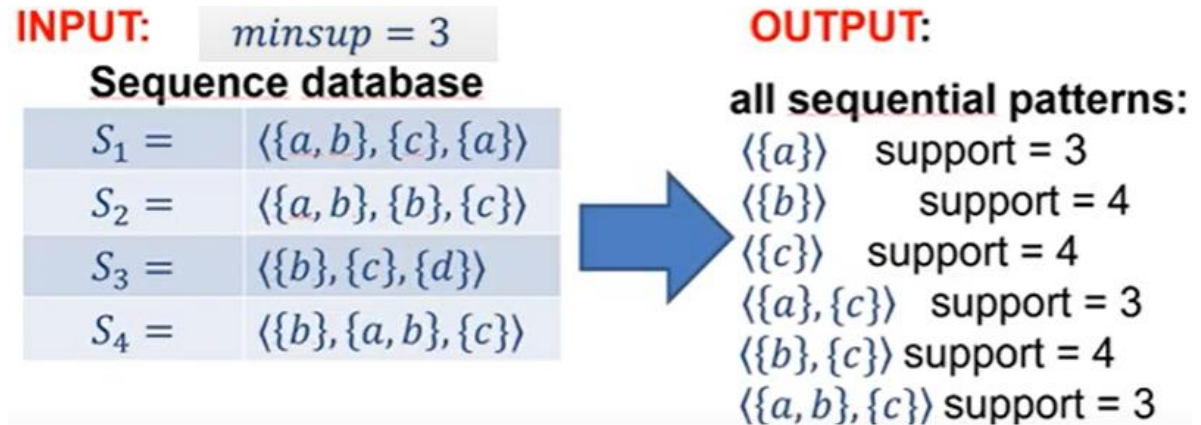 INPUT:
minsup = 3
Sequence database
S₁ = ⟨{a, b}, {c}, {a}⟩
S₂ = ⟨{a, b}, {b}, {c}⟩
S₃ = ⟨{b}, {c}, {d}⟩
S₄ = ⟨{b}, {a, b}, {c}⟩
OUTPUT:
all sequential patterns:
⟨{a}⟩ support = 3
⟨{b}⟩ support = 4
⟨{c}⟩ support = 4
⟨{a}, {c}⟩ support = 3
⟨{b}, {c}⟩ support = 4
⟨{a, b}, {c}⟩ support = 3